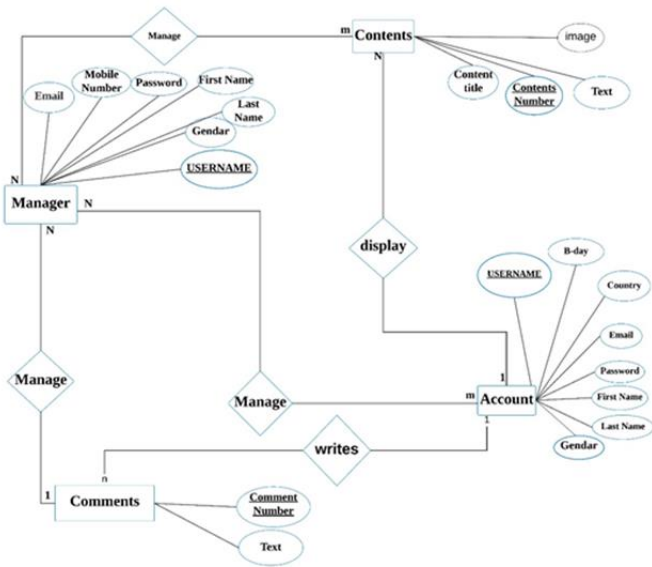 Manage
m
Contents
image
N
Content
title
Contents
Number
Text
Email
Mobile
Number
Password
First Name
Last
Name
Gendar
USERNAME
N
Manager
N
N
display
USERNAME
B-day
Country
Email
Password
First Name
Last Name
Gendar
1
m
Account
1
Manage
Manage
writes
n
1
Comments
Comment
Number
Text